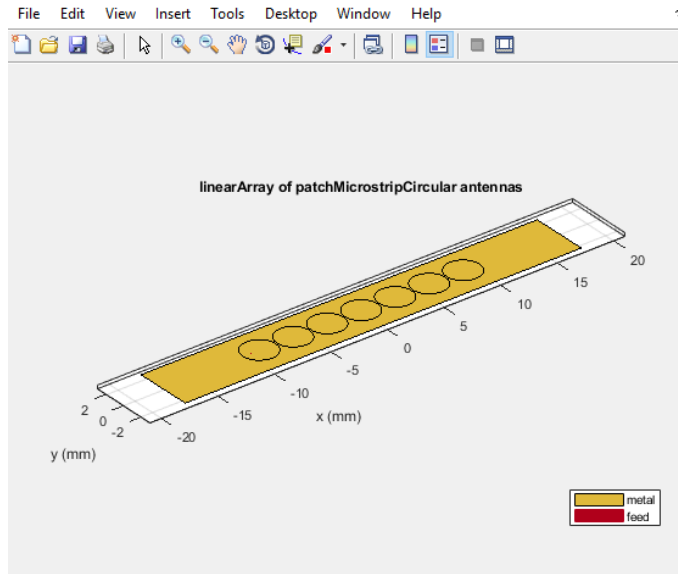 File Edit View Insert Tools Desktop Window Help
linearArray of patchMicrostripCircular antennas
20
15
10
5
0
-5
-10
-15
-20
x (mm)
2
0
-2
y (mm)
metal
feed